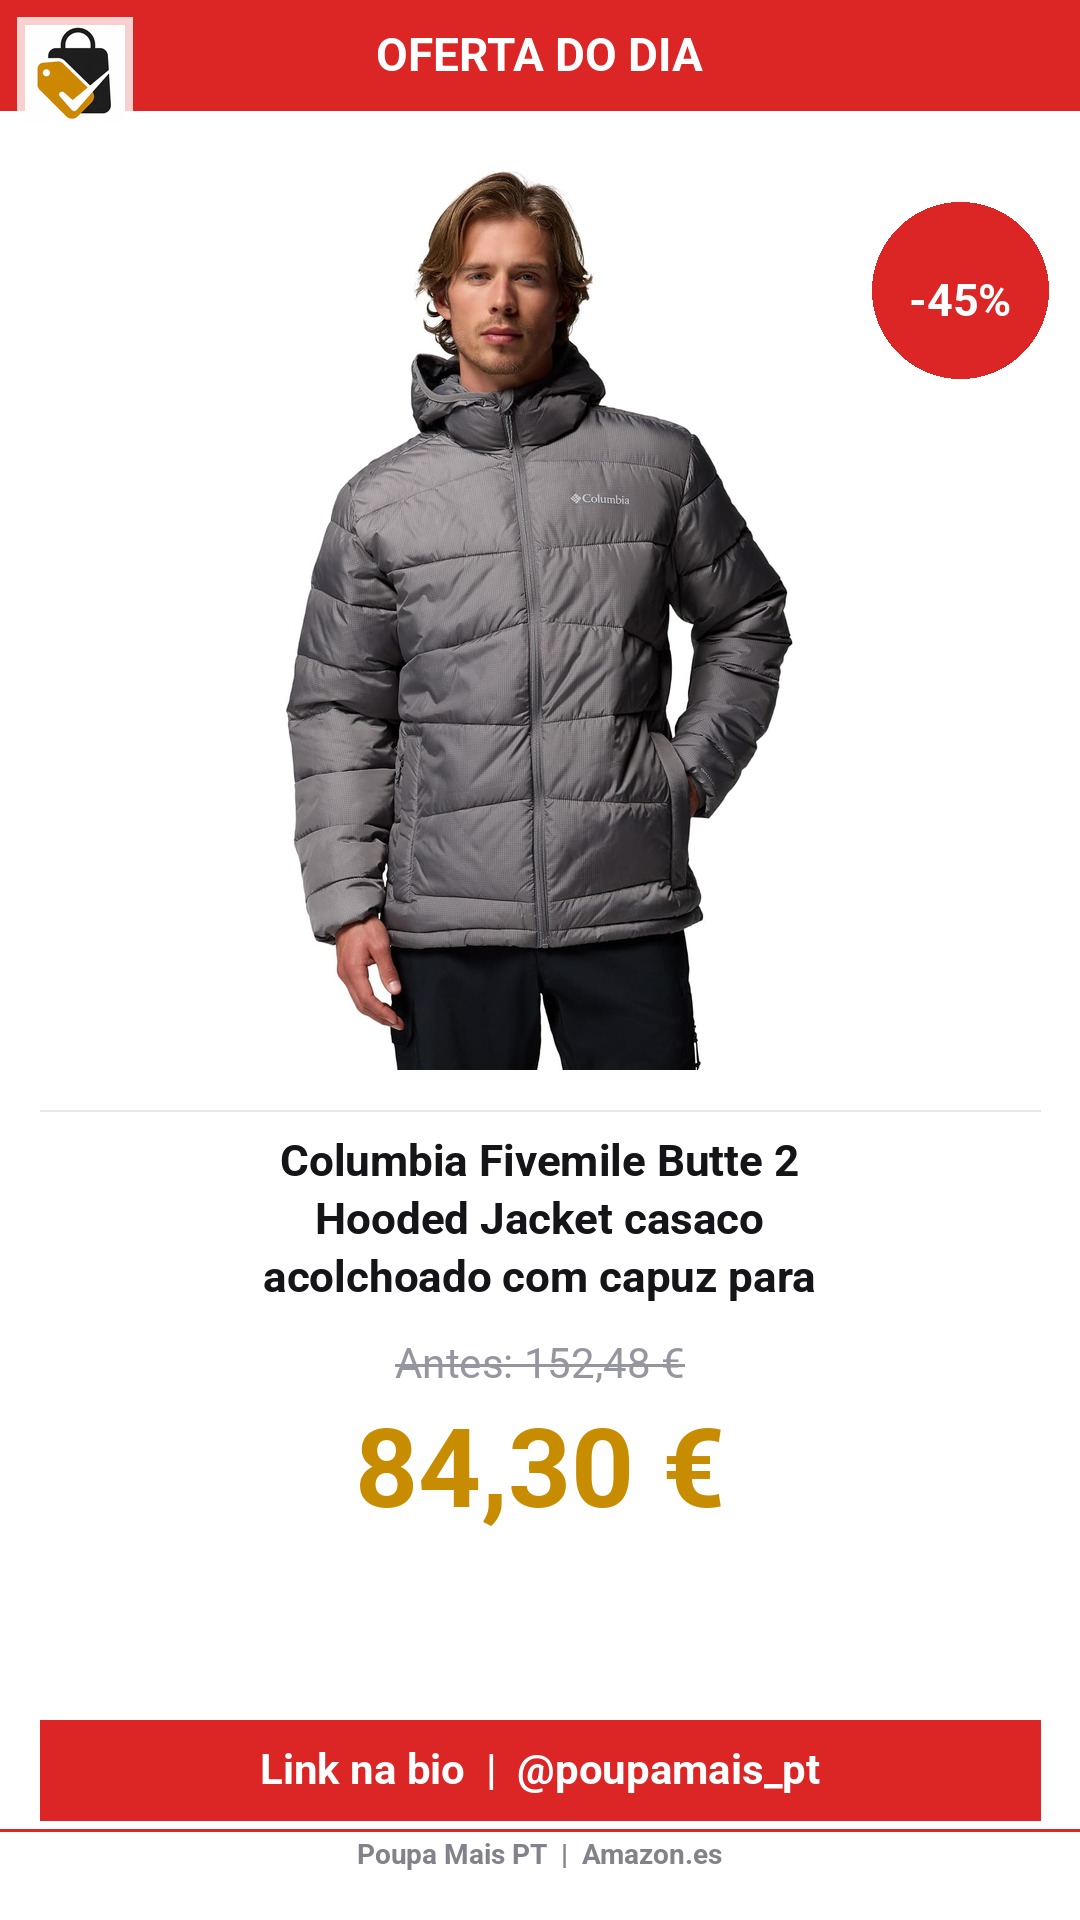 OFERTA DO DIA
-45%
Columbia
Columbia Fivemile Butte 2
Hooded Jacket casaco
acolchoado com capuz para
Antes: 152,48 €
84,30 €
Link na bio | @poupamais_pt
Poupa Mais PT | Amazon.es